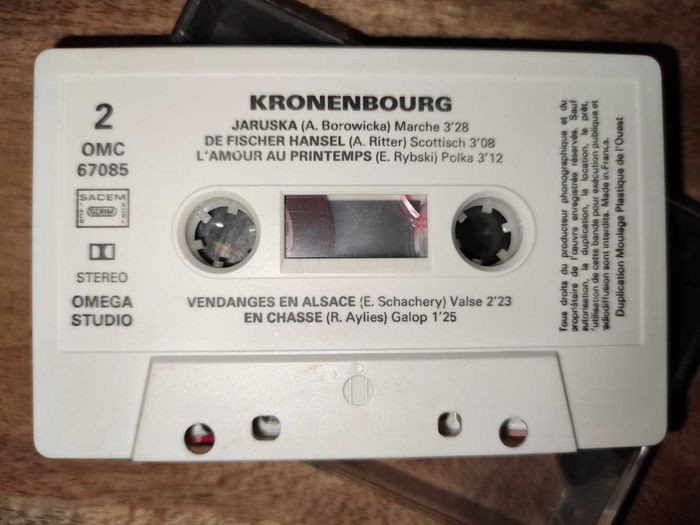 KRONENBOURG
2
OMC
67085
JARUSKA (A. Borowicka) Marche 3'28
DE FISCHER HANSEL (A. Ritter) Scottisch 3'08
L'AMOUR AU PRINTEMPS (E. Rybski) Polka 3'12
SACEM
SDRM
STEREO
OMEGA
STUDIO
VENDANGES EN ALSACE (E. Schachery) Valse 2'23
EN CHASSE (R. Aylies) Galop 1'25
Tous droits du producteur phonographique et du
propriétaire de l'œuvre enregistrée réservés. Sauf
autorisation, la duplication, la location, le prêt,
l'utilisation de cette bande pour exécution publique et
radiodiffusion sont interdits. Made in France.
Duplication Moulage Plastique de l'Ouest